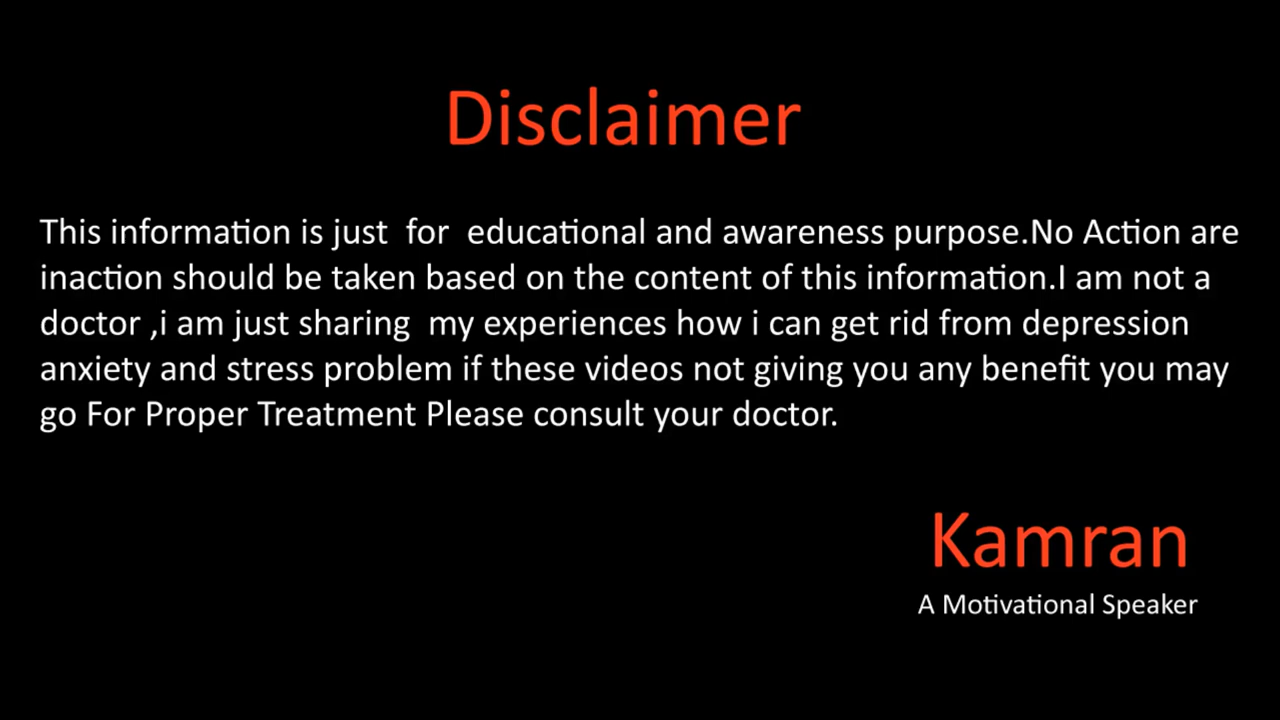 Disclaimer
This information is just  for  educational and awareness purpose.No Action are
inaction should be taken based on the content of this information.I am not a
doctor ,i am just sharing  my experiences how i can get rid from depression
anxiety and stress problem if these videos not giving you any benefit you may
go For Proper Treatment Please consult your doctor.
Kamran
A Motivational Speaker